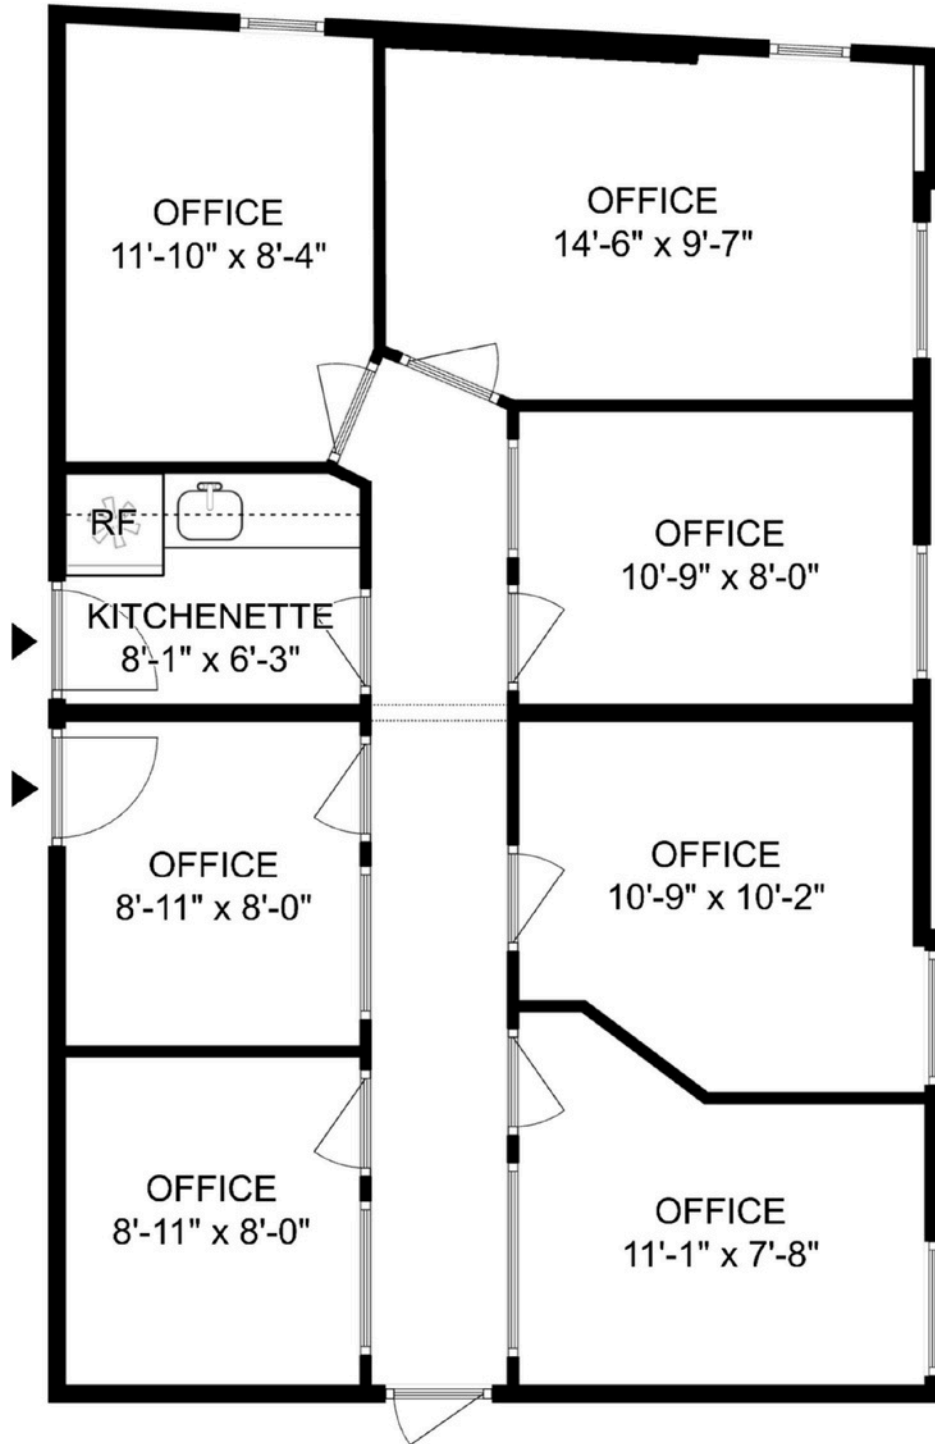 OFFICE
11'-10" x 8'-4"
OFFICE
14'-6" x 9'-7"
RF
KITCHENETTE
8'-1" x 6'-3"
OFFICE
10'-9" x 8'-0"
OFFICE
8'-11" x 8'-0"
OFFICE
10'-9" x 10'-2"
OFFICE
8'-11" x 8'-0"
OFFICE
11'-1" x 7'-8"